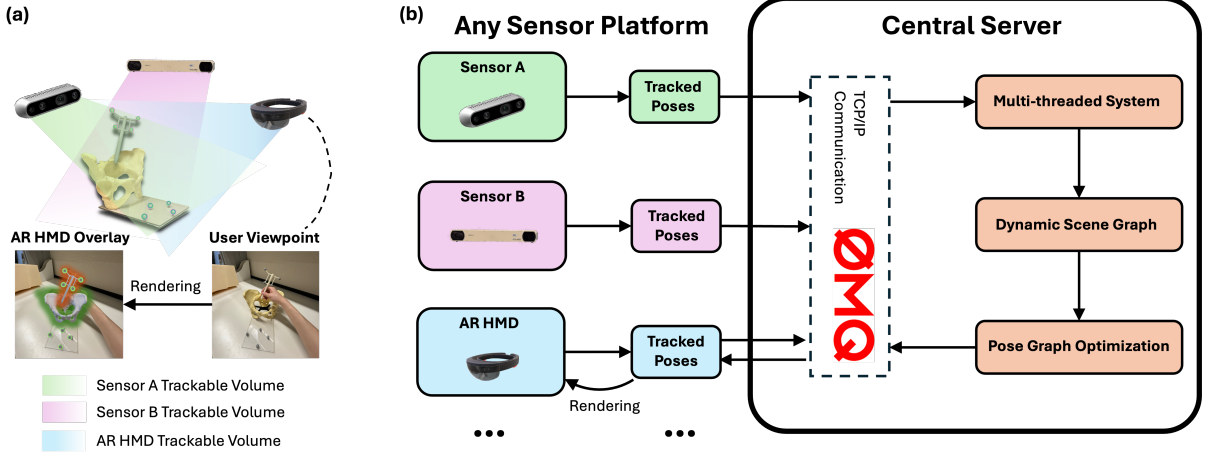 (a)
AR HMD Overlay
User Viewpoint
Rendering
Sensor A Trackable Volume
Sensor B Trackable Volume
AR HMD Trackable Volume
(b)
Any Sensor Platform
Central Server
Sensor A
Tracked
Poses
Sensor B
Tracked
Poses
AR HMD
Tracked
Poses
Rendering
•••
•••
TCP/IP
Communication
ØMQ
Multi-threaded System
Dynamic Scene Graph
Pose Graph Optimization